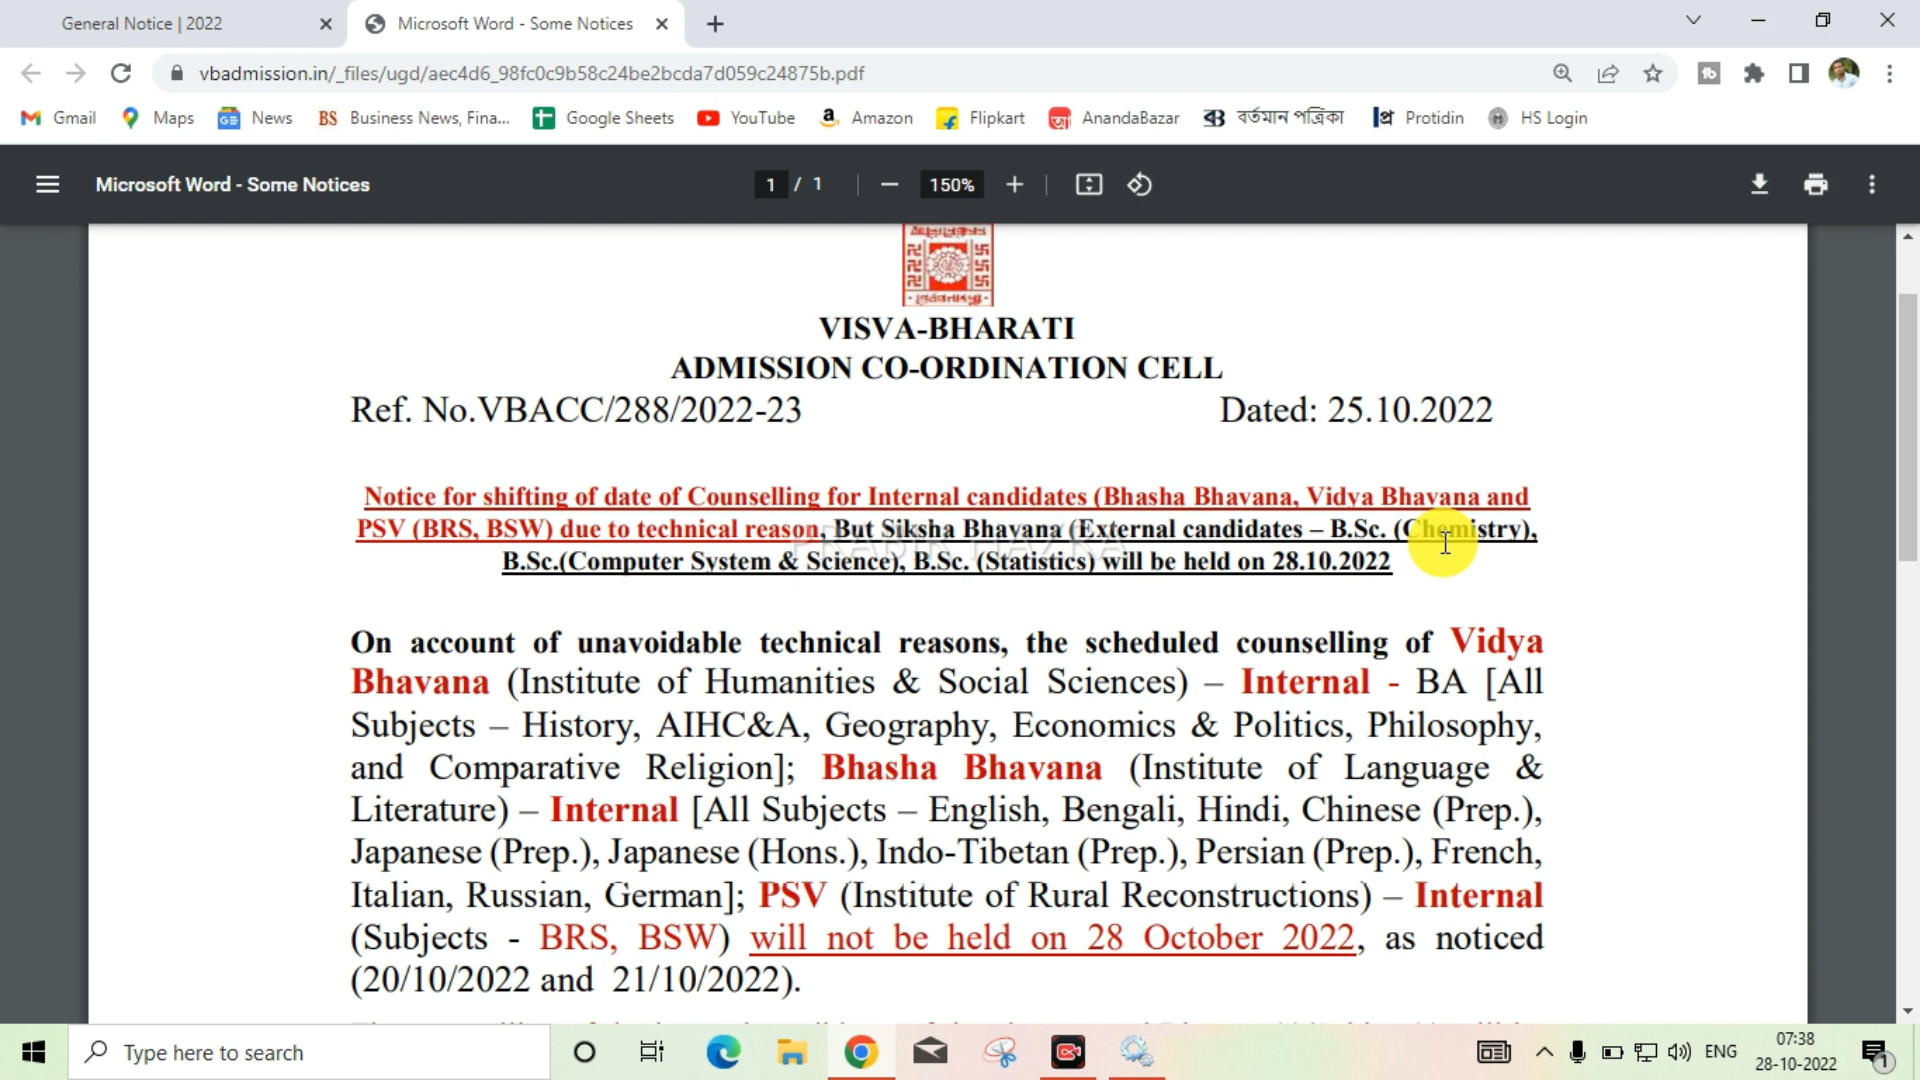 General Notice | 2022
Microsoft Word - Some Notices
vbadmission.in/_files/ugd/aec4d6_98fc0c9b58c24be2bcda7d059c24875b.pdf
Gmail
Maps
News
BS Business News, Fina...
Google Sheets
YouTube
Amazon
Flipkart
AnandaBazar
বর্তমান পত্রিকা
Protidin
HS Login
Microsoft Word - Some Notices
1 / 1
150%
VISVA-BHARATI
ADMISSION CO-ORDINATION CELL
Ref. No.VBACC/288/2022-23 Dated: 25.10.2022
Notice for shifting of date of Counselling for Internal candidates (Bhasha Bhavana, Vidya Bhavana and
PSV (BRS, BSW) due to technical reason, But Siksha Bhavana (External candidates – B.Sc. (Chemistry),
B.Sc.(Computer System & Science), B.Sc. (Statistics) will be held on 28.10.2022
On account of unavoidable technical reasons, the scheduled counselling of Vidya
Bhavana (Institute of Humanities & Social Sciences) – Internal - BA [All
Subjects – History, AIHC&A, Geography, Economics & Politics, Philosophy,
and Comparative Religion]; Bhasha Bhavana (Institute of Language &
Literature) – Internal [All Subjects – English, Bengali, Hindi, Chinese (Prep.),
Japanese (Prep.), Japanese (Hons.), Indo-Tibetan (Prep.), Persian (Prep.), French,
Italian, Russian, German]; PSV (Institute of Rural Reconstructions) – Internal
(Subjects - BRS, BSW) will not be held on 28 October 2022, as noticed
(20/10/2022 and 21/10/2022).
Type here to search
ENG
07:38
28-10-2022
1